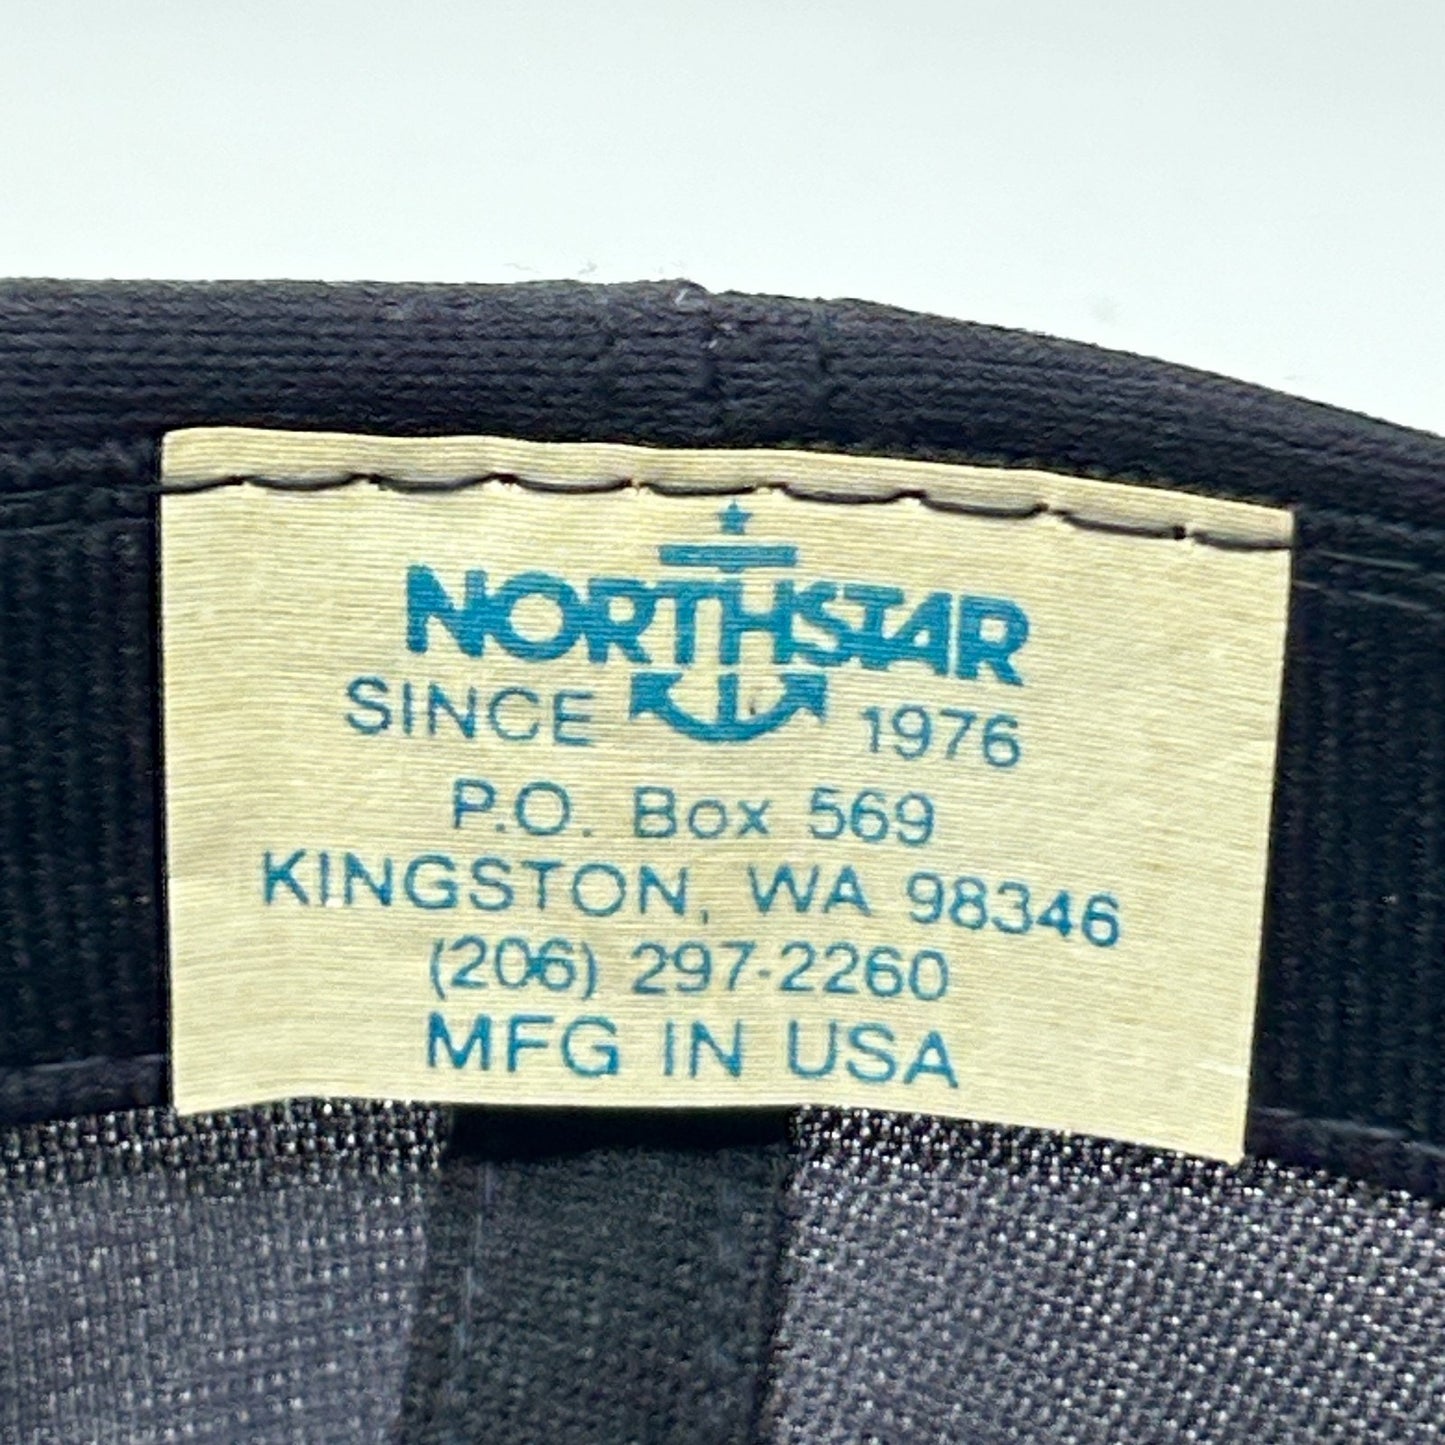 NORTHSTAR
SINCE 1976
P.O. Box 569
KINGSTON, WA 98346
(206) 297-2260
MFG IN USA